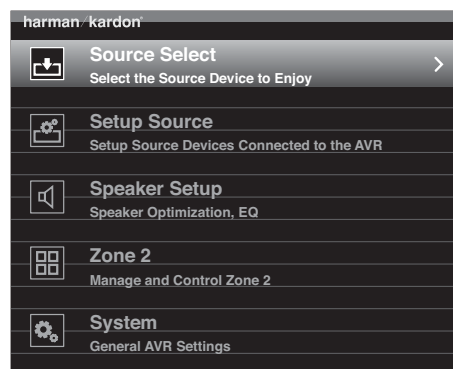 harman/kardon®
Source Select
Select the Source Device to Enjoy
Setup Source
Setup Source Devices Connected to the AVR
Speaker Setup
Speaker Optimization, EQ
Zone 2
Manage and Control Zone 2
System
General AVR Settings